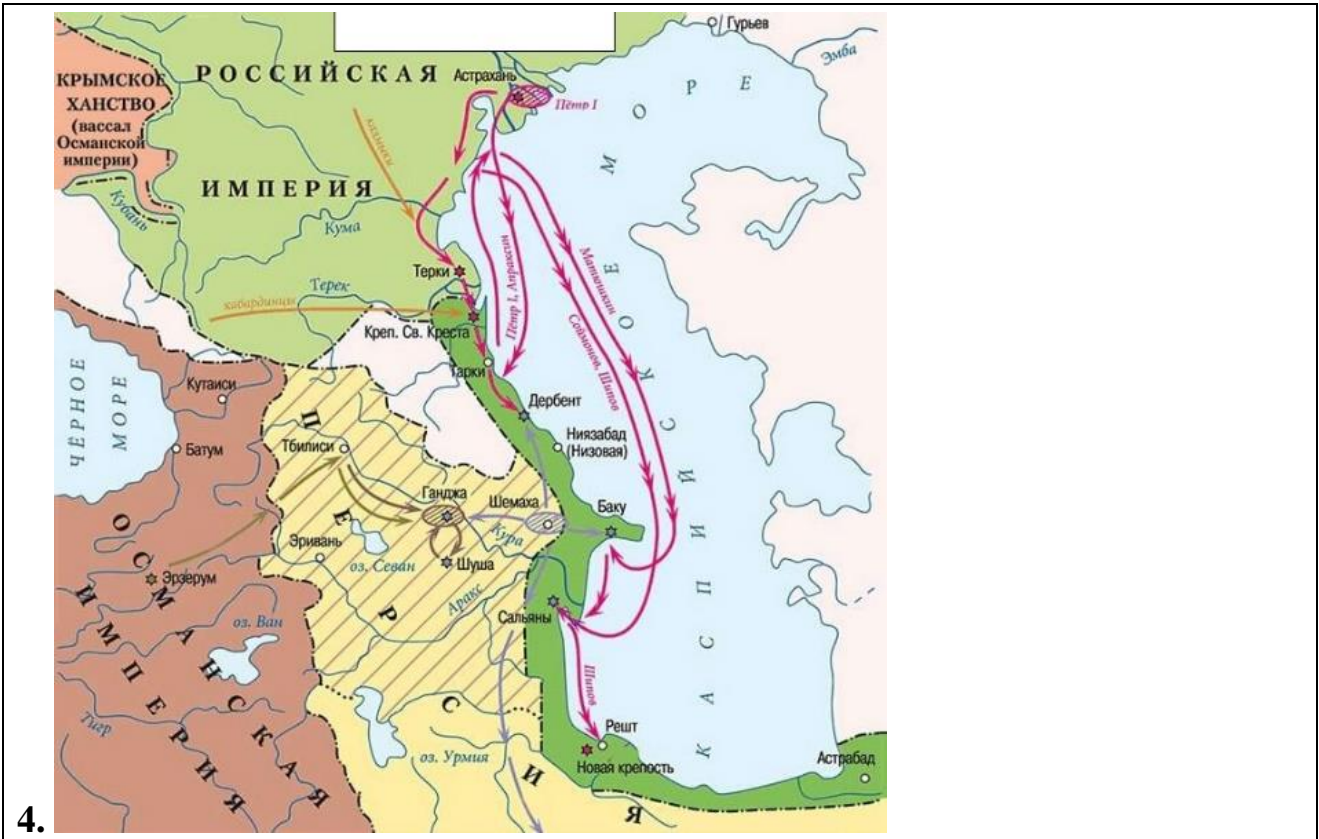 Гурьев
Эмба
КРЫМСКОЕ
ХАНСТВО
(вассал
Османской
империи)
РОССИЙСКАЯ
Астрахань
Пётр I
МОРЕ
калмыки
ИМПЕРИЯ
Кубань
Кума
Терки
Терек
кабардинцы
Креп. Св. Креста
Пётр I, Апраксин
Матюшкин
Соймонов, Шипов
Тарки
ЧЁРНОЕ
МОРЕ
Кутаиси
Батум
Дербент
Ниязабад
(Низовая)
Тбилиси
Ганджа
Шемаха
Баку
Кура
Эривань
оз. Севан
Шуша
Эрзерум
Аракс
Сальяны
оз. Ван
ОСМАНСКАЯ
ИМПЕРИЯ
ПЕРСИЯ
Тигр
оз. Урмия
Шипов
Решт
Новая крепость
КАСПИЙСКОЕ
Астрабад
4.